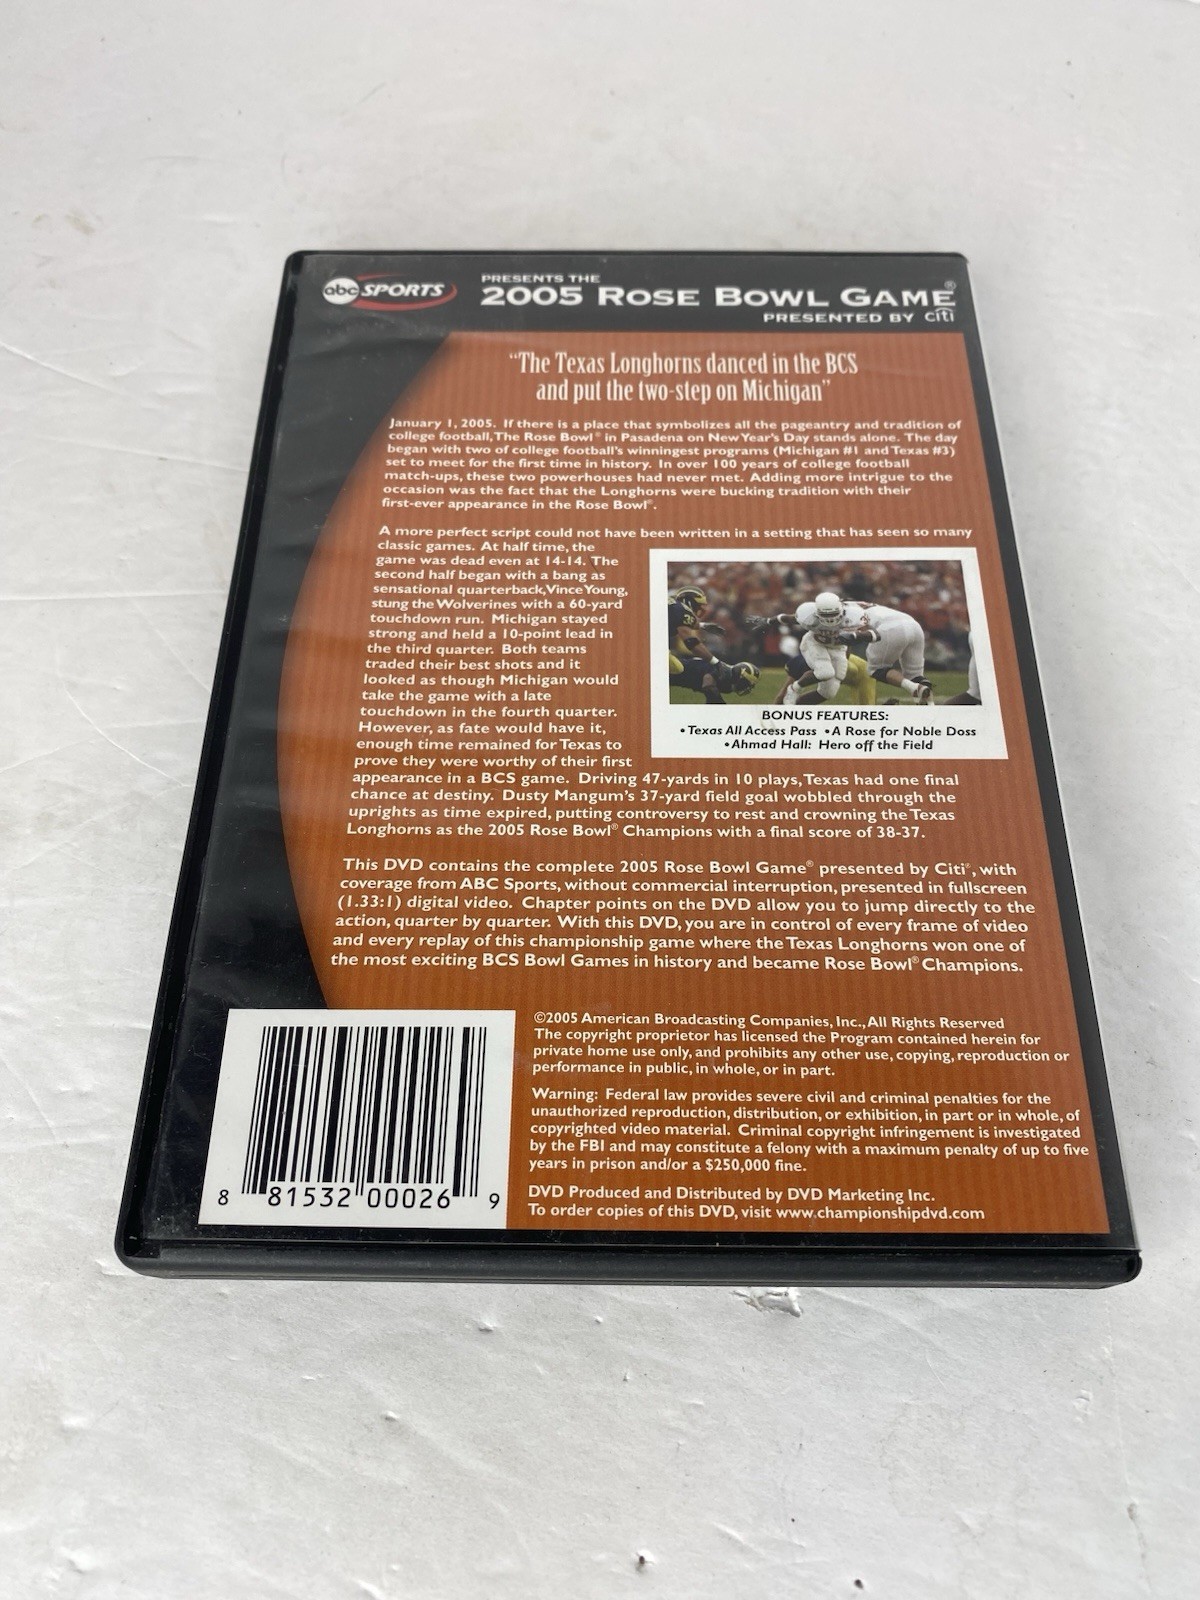 abc SPORTS
PRESENTS THE
2005 ROSE BOWL GAME®
PRESENTED BY citi
"The Texas Longhorns danced in the BCS
and put the two-step on Michigan"
January 1, 2005. If there is a place that symbolizes all the pageantry and tradition of
college football, The Rose Bowl® in Pasadena on New Year's Day stands alone. The day
began with two of college football's winningest programs (Michigan #1 and Texas #3)
set to meet for the first time in history. In over 100 years of college football
match-ups, these two powerhouses had never met. Adding more intrigue to the
occasion was the fact that the Longhorns were bucking tradition with their
first-ever appearance in the Rose Bowl®.
A more perfect script could not have been written in a setting that has seen so many
classic games. At half time, the
game was dead even at 14-14. The
second half began with a bang as
sensational quarterback, Vince Young,
stung the Wolverines with a 60-yard
touchdown run. Michigan stayed
strong and held a 10-point lead in
the third quarter. Both teams
traded their best shots and it
looked as though Michigan would
take the game with a late
touchdown in the fourth quarter.
However, as fate would have it,
enough time remained for Texas to
prove they were worthy of their first
appearance in a BCS game. Driving 47-yards in 10 plays, Texas had one final
chance at destiny. Dusty Mangum's 37-yard field goal wobbled through the
uprights as time expired, putting controversy to rest and crowning the Texas
Longhorns as the 2005 Rose Bowl® Champions with a final score of 38-37.
BONUS FEATURES:
• Texas All Access Pass • A Rose for Noble Doss
• Ahmad Hall: Hero off the Field
This DVD contains the complete 2005 Rose Bowl Game® presented by Citi®, with
coverage from ABC Sports, without commercial interruption, presented in fullscreen
(1.33:1) digital video. Chapter points on the DVD allow you to jump directly to the
action, quarter by quarter. With this DVD, you are in control of every frame of video
and every replay of this championship game where the Texas Longhorns won one of
the most exciting BCS Bowl Games in history and became Rose Bowl® Champions.
©2005 American Broadcasting Companies, Inc., All Rights Reserved
The copyright proprietor has licensed the Program contained herein for
private home use only, and prohibits any other use, copying, reproduction or
performance in public, in whole, or in part.
Warning: Federal law provides severe civil and criminal penalties for the
unauthorized reproduction, distribution, or exhibition, in part or in whole, of
copyrighted video material. Criminal copyright infringement is investigated
by the FBI and may constitute a felony with a maximum penalty of up to five
years in prison and/or a $250,000 fine.
DVD Produced and Distributed by DVD Marketing Inc.
To order copies of this DVD, visit www.championshipdvd.com
8 81532 00026 9